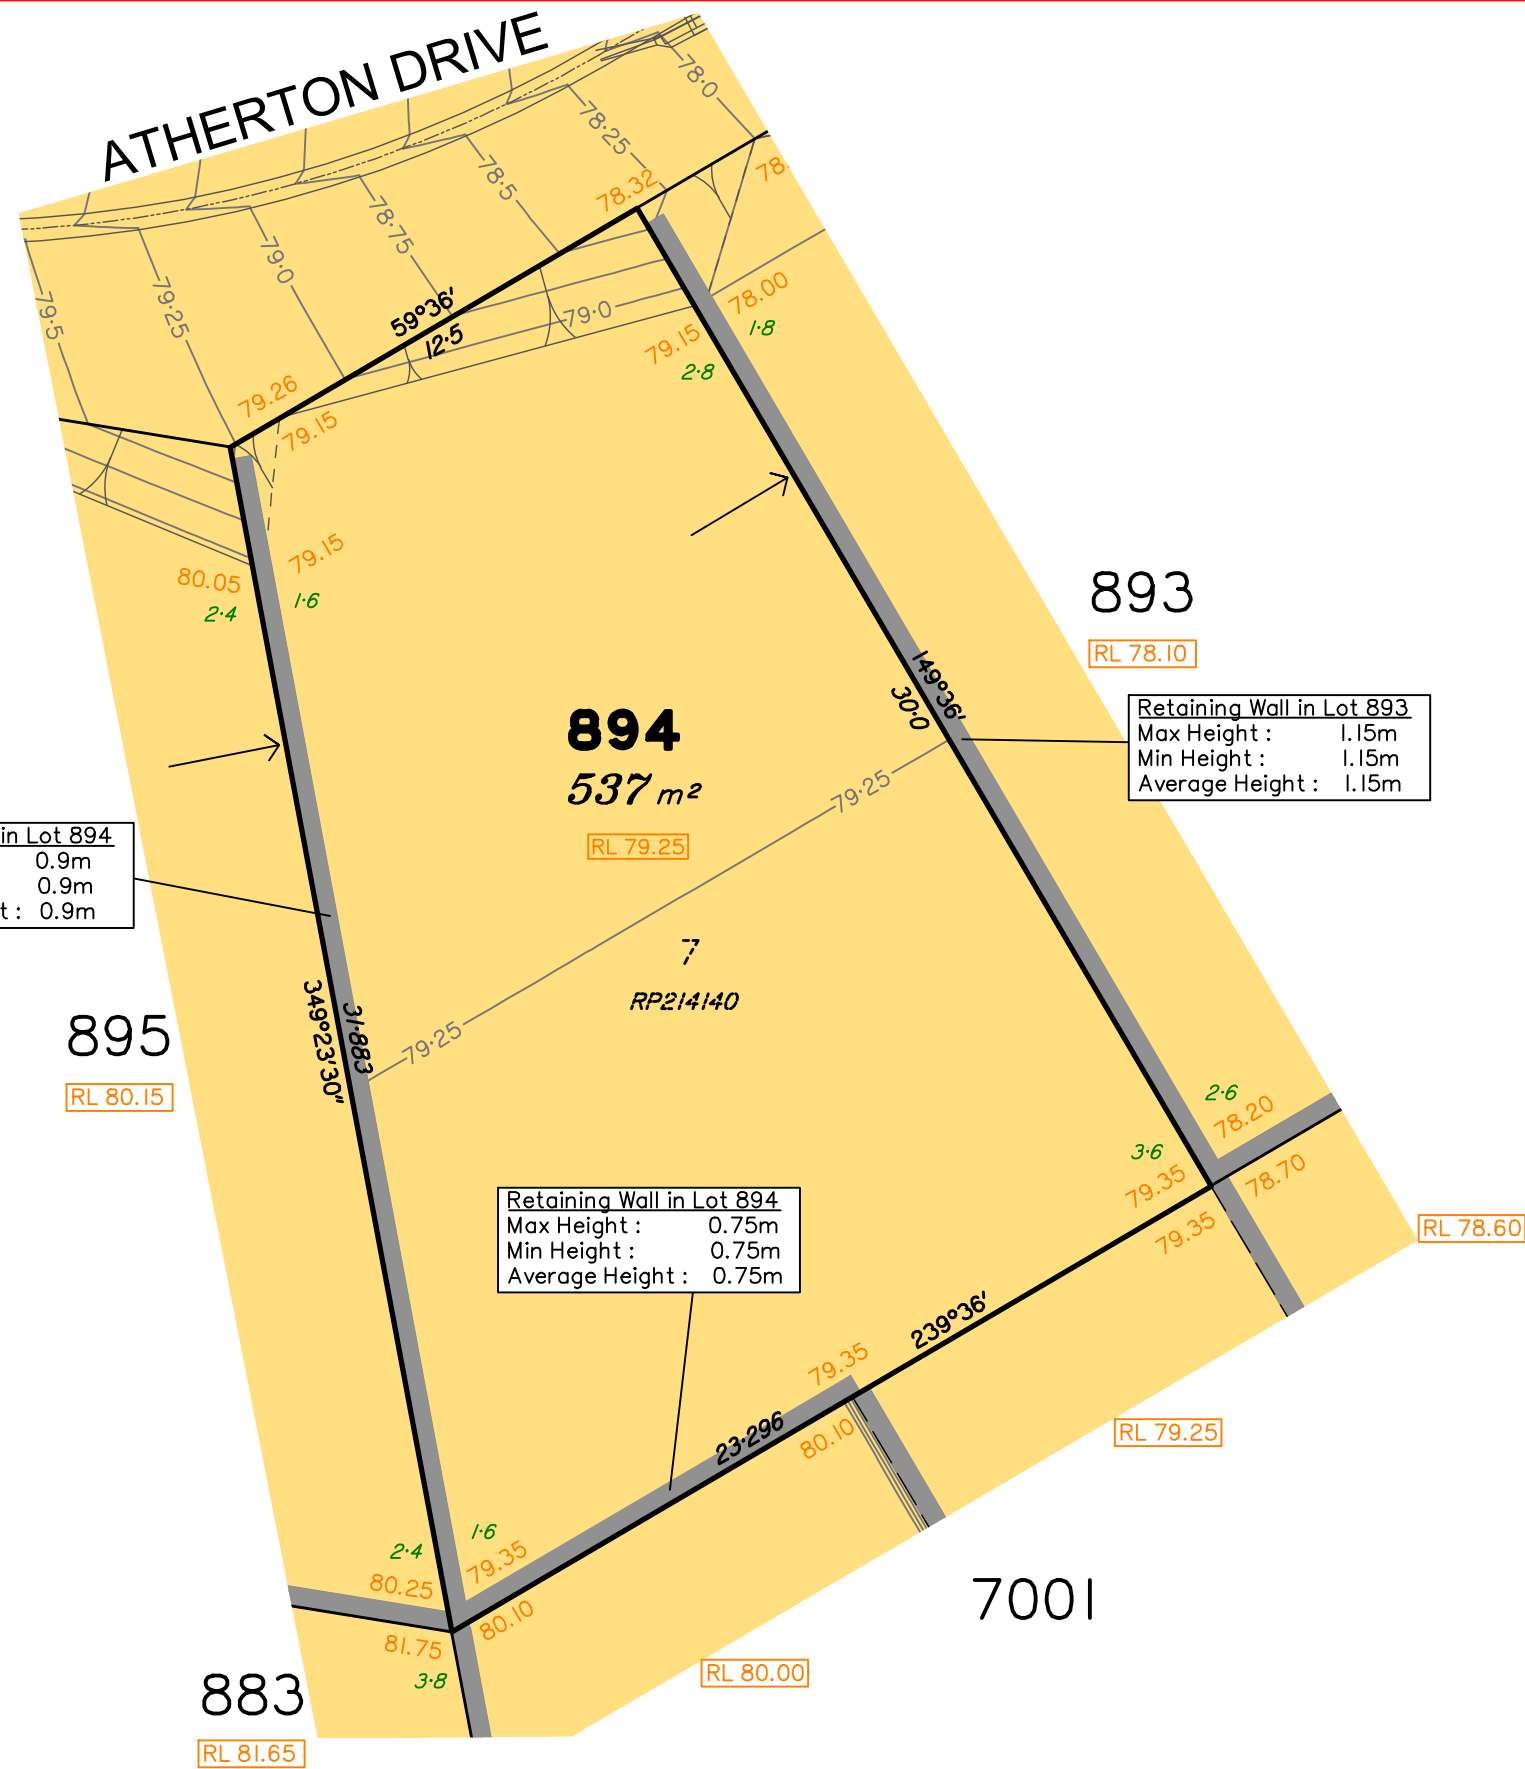 ATHERTON DRIVE
78·0
78·25
78·5
78·75
79·0
79·25
79·5
78.32
78.
59°36'
12·5
79·0
78.00
1·8
79.15
2·8
79.26
79.15
79.15
1·6
80.05
2·4
893
RL 78.10
149°36'
30·0
Retaining Wall in Lot 893
Max Height : 1.15m
Min Height : 1.15m
Average Height : 1.15m
894
537 m²
RL 79.25
79·25
in Lot 894
0.9m
0.9m
t : 0.9m
7
RP214140
79·25
349°23'30"
31·883
895
RL 80.15
2·6
78.20
3·6
79.35
78.70
79.35
RL 78.60
Retaining Wall in Lot 894
Max Height : 0.75m
Min Height : 0.75m
Average Height : 0.75m
239°36'
79.35
23·296
80.10
RL 79.25
1·6
2·4
79.35
80.25
80.10
81.75
3·8
7001
RL 80.00
883
RL 81.65